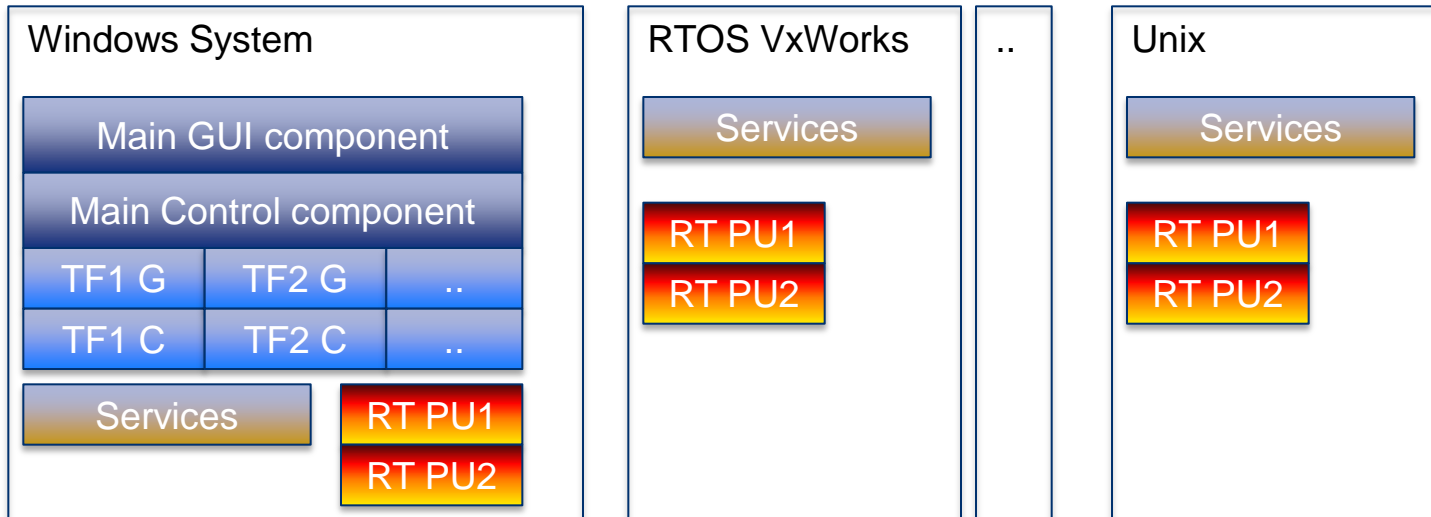 Windows System
Main GUI component
Main Control component
TF1 G
TF2 G
..
TF1 C
TF2 C
..
Services
RT PU1
RT PU2
RTOS VxWorks
Services
RT PU1
RT PU2
..
Unix
Services
RT PU1
RT PU2